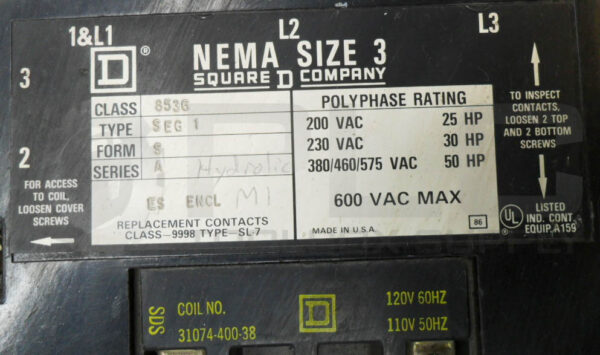 1&L1 L2 L3
D ®
NEMA SIZE 3
SQUARE D COMPANY
3
2
FOR ACCESS
TO COIL,
LOOSEN COVER
SCREWS
CLASS 8536
TYPE SEG 1
FORM S
SERIES A Hydrolic
ES ENCL M1
REPLACEMENT CONTACTS
CLASS-9998 TYPE-SL-7
POLYPHASE RATING
200 VAC 25 HP
230 VAC 30 HP
380/460/575 VAC 50 HP
600 VAC MAX
MADE IN U.S.A. 86
TO INSPECT
CONTACTS,
LOOSEN 2 TOP
AND 2 BOTTOM
SCREWS
UL ® LISTED
IND. CONT.
EQUIP. A159
SDS
COIL NO.
31074-400-38
D
120V 60HZ
110V 50HZ